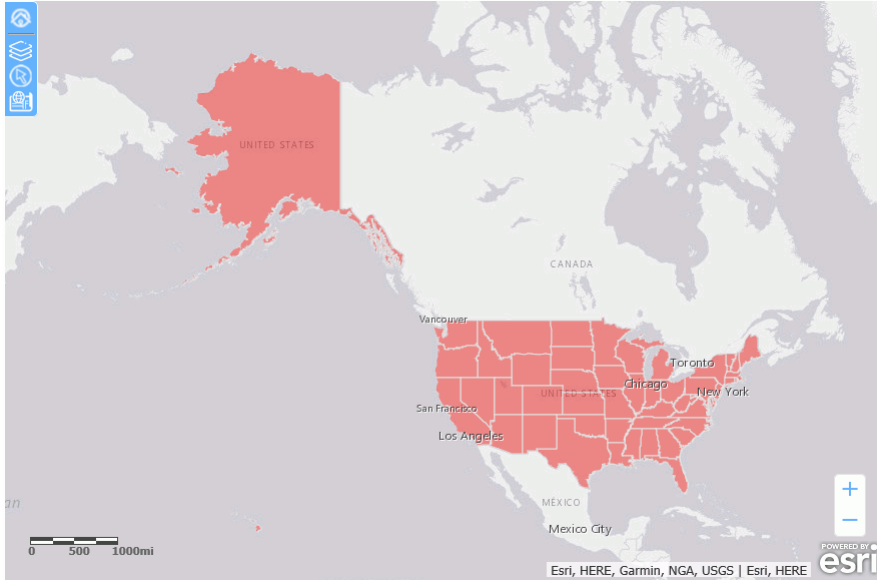 UNITED STATES
CANADA
Vancouver
Toronto
Chicago
UNITED STATES
New York
San Francisco
Los Angeles
an
MÉXICO
Mexico City
+
−
0 500 1000mi
POWERED BY
esri
Esri, HERE, Garmin, NGA, USGS | Esri, HERE